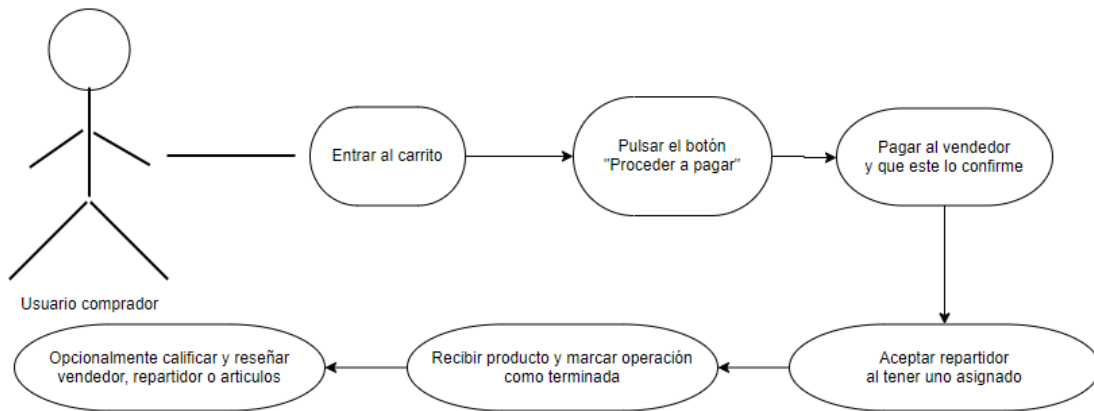 Entrar al carrito
Pulsar el botón
"Proceder a pagar"
Pagar al vendedor
y que este lo confirme
Usuario comprador
Aceptar repartidor
al tener uno asignado
Recibir producto y marcar operación
como terminada
Opcionalmente calificar y reseñar
vendedor, repartidor o articulos